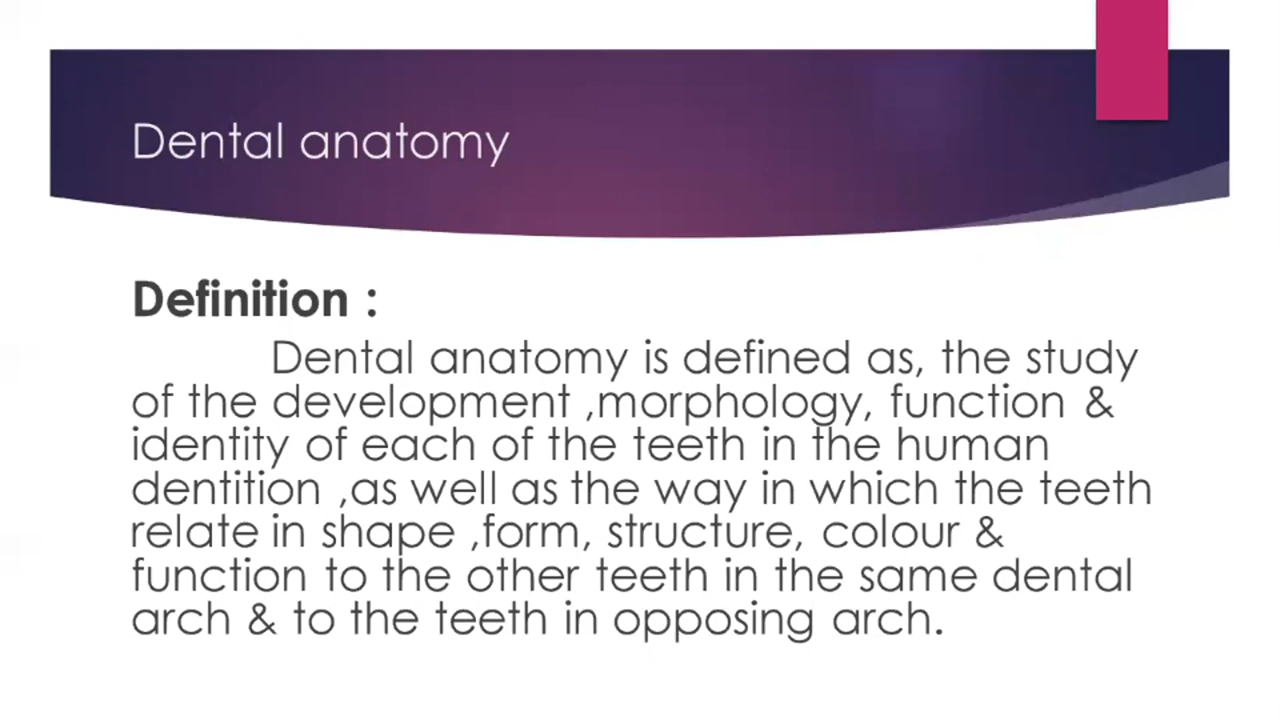 Dental anatomy
Definition :
Dental anatomy is defined as, the study
of the development ,morphology, function &
identity of each of the teeth in the human
dentition ,as well as the way in which the teeth
relate in shape ,form, structure, colour &
function to the other teeth in the same dental
arch & to the teeth in opposing arch.